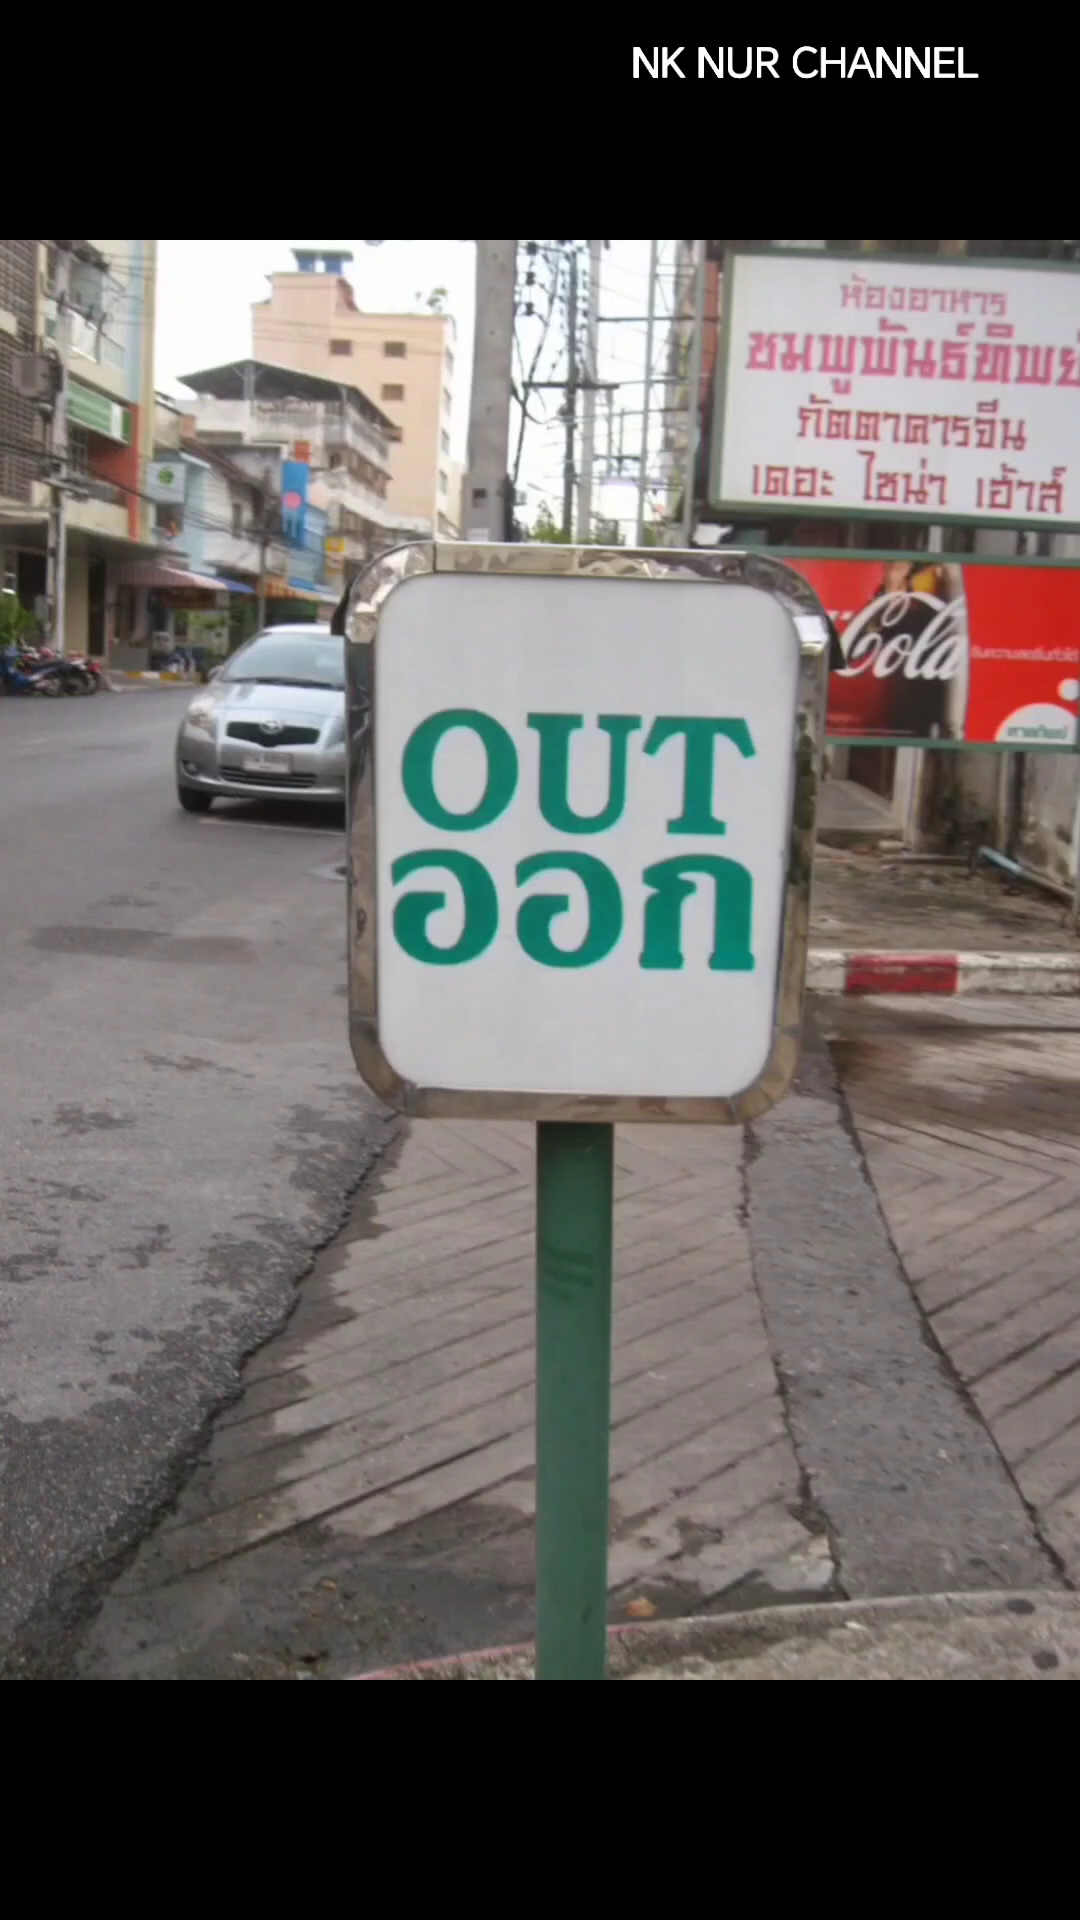 NK NUR CHANNEL
ห้องอาหาร
ชมพูพันธ์ทิพย์
ภัตตาคารจีน
เดอะ ไชน่า เฮ้าส์
Cola
OUT
ออก